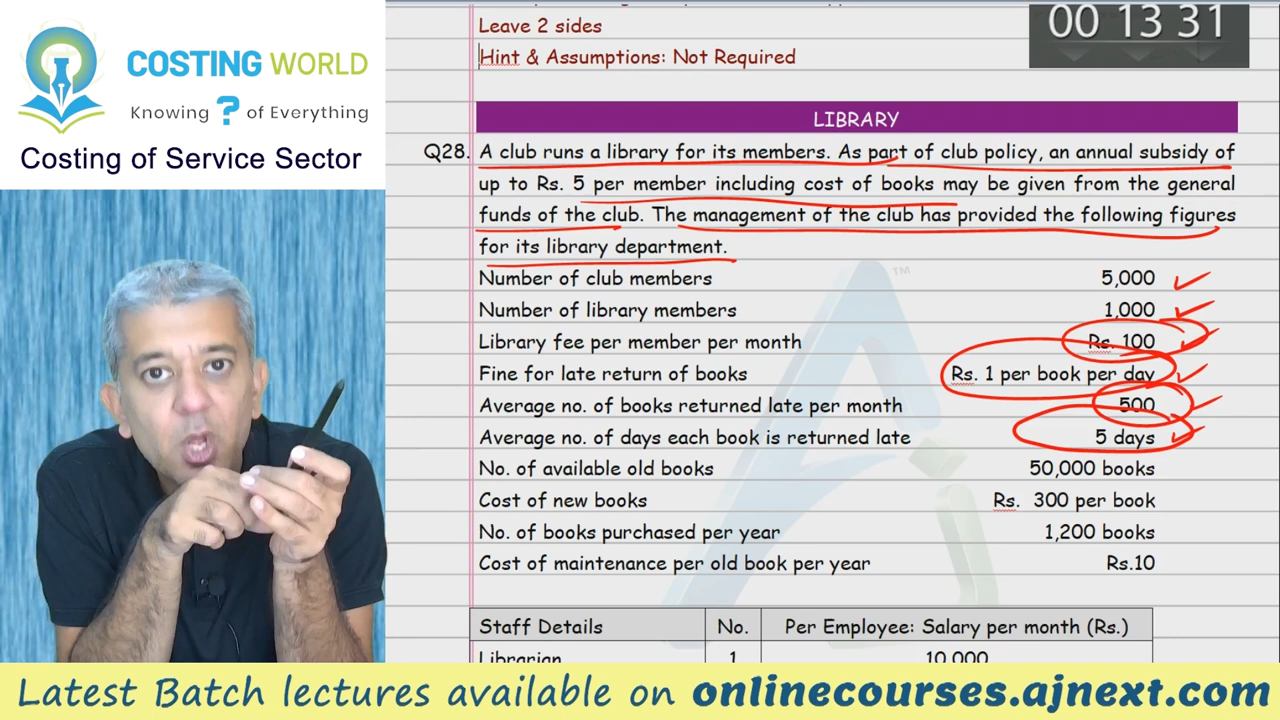 COSTING WORLD
Knowing ? of Everything
Costing of Service Sector
Leave 2 sides
Hint & Assumptions: Not Required
00 13 31
LIBRARY
Q28. A club runs a library for its members. As part of club policy, an annual subsidy of
up to Rs. 5 per member including cost of books may be given from the general
funds of the club. The management of the club has provided the following figures
for its library department.
Number of club members 5,000
Number of library members 1,000
Library fee per member per month Rs. 100
Fine for late return of books Rs. 1 per book per day
Average no. of books returned late per month 500
Average no. of days each book is returned late 5 days
No. of available old books 50,000 books
Cost of new books Rs. 300 per book
No. of books purchased per year 1,200 books
Cost of maintenance per old book per year Rs.10
Staff Details No. Per Employee: Salary per month (Rs.)
Librarian 1 10,000
TM
Latest Batch lectures available on onlinecourses.ajnext.com